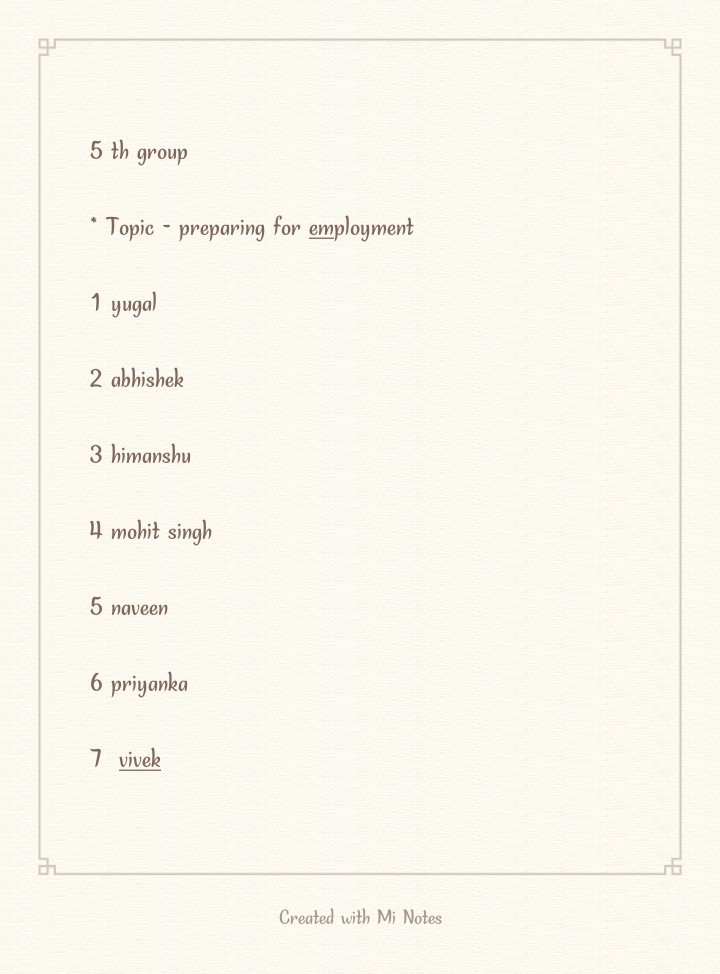 5 th group
* Topic - preparing for employment
1 yugal
2 abhishek
3 himanshu
4 mohit singh
5 naveen
6 priyanka
7 vivek
Created with Mi Notes